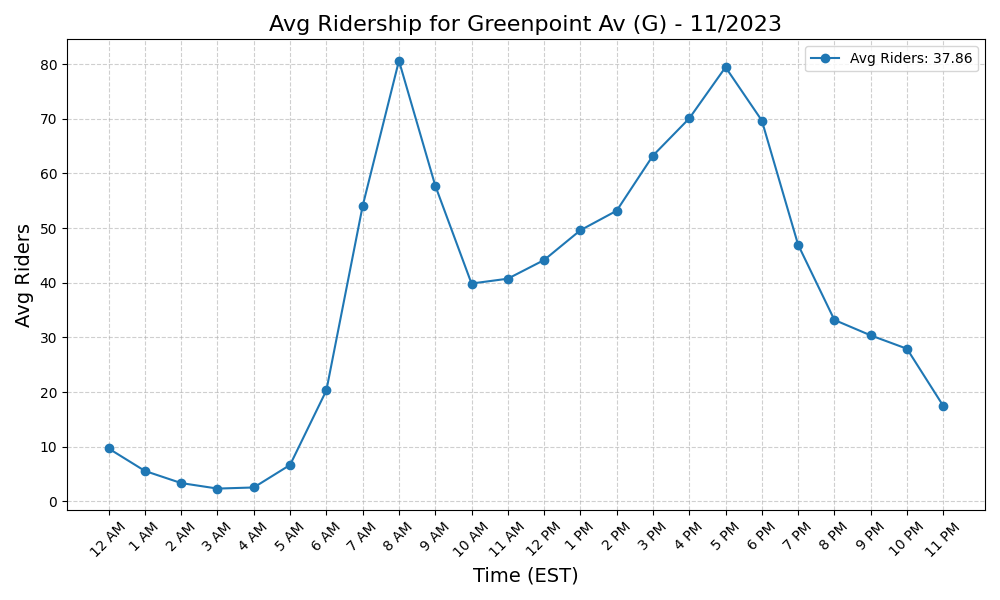 Avg Ridership for Greenpoint Av (G) - 11/2023
Avg Riders: 37.86
Avg Riders
80
70
60
50
40
30
20
10
0
12 AM
1 AM
2 AM
3 AM
4 AM
5 AM
6 AM
7 AM
8 AM
9 AM
10 AM
11 AM
12 PM
1 PM
2 PM
3 PM
4 PM
5 PM
6 PM
7 PM
8 PM
9 PM
10 PM
11 PM
Time (EST)